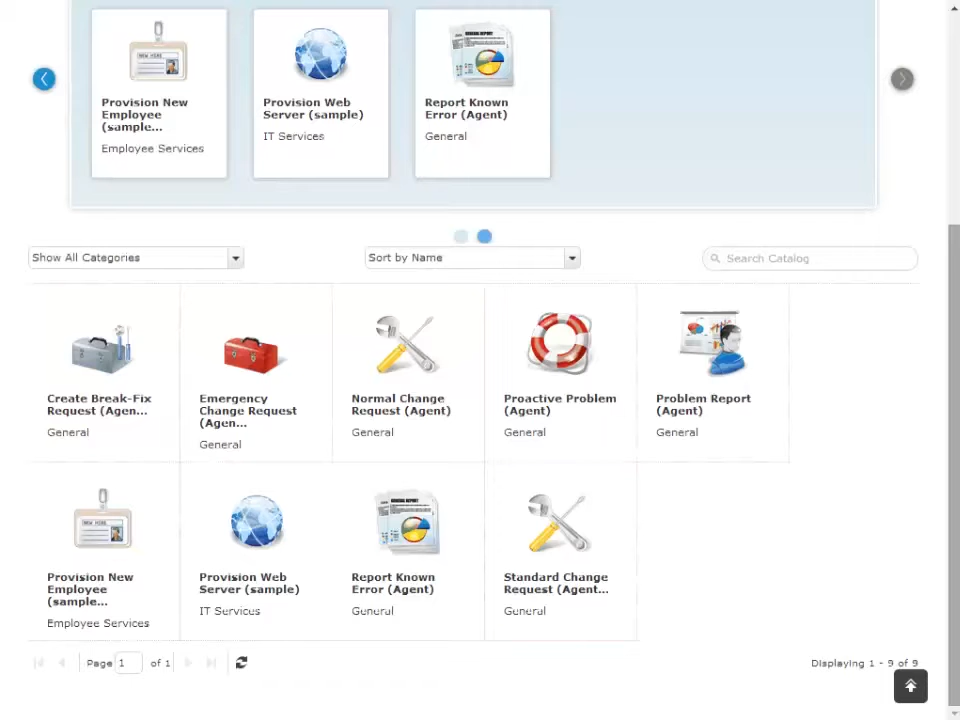 Provision New
Employee
(sample...
Employee Services
Provision Web
Server (sample)
IT Services
Report Known
Error (Agent)
General
Show All Categories
Sort by Name
Search Catalog
Create Break-Fix
Request (Agen...
General
Emergency
Change Request
(Agen...
General
Normal Change
Request (Agent)
General
Proactive Problem
(Agent)
General
Problem Report
(Agent)
General
Provision New
Employee
(sample...
Employee Services
Provision Web
Server (sample)
IT Services
Report Known
Error (Agent)
General
Standard Change
Request (Agent...
General
Page 1 of 1
Displaying 1 - 9 of 9